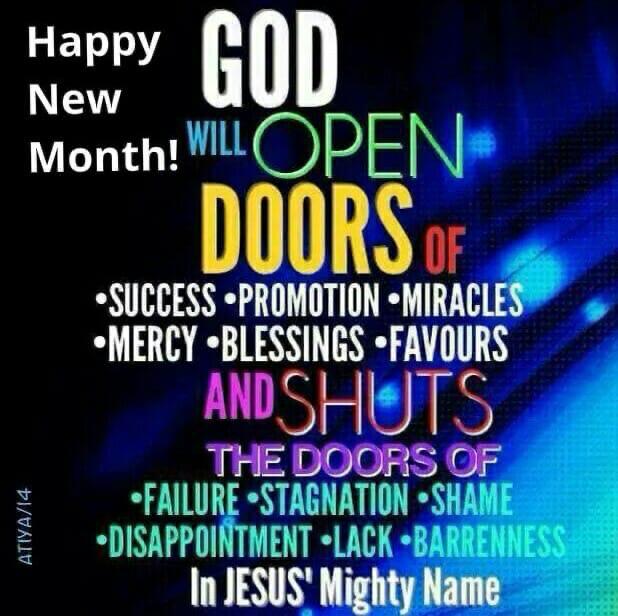 Happy
New
Month!
GOD
WILL OPEN
DOORS OF
•SUCCESS •PROMOTION •MIRACLES
•MERCY •BLESSINGS •FAVOURS
AND SHUTS
THE DOORS OF
•FAILURE •STAGNATION •SHAME
•DISAPPOINTMENT •LACK •BARRENNESS
In JESUS' Mighty Name
ATIYA/14